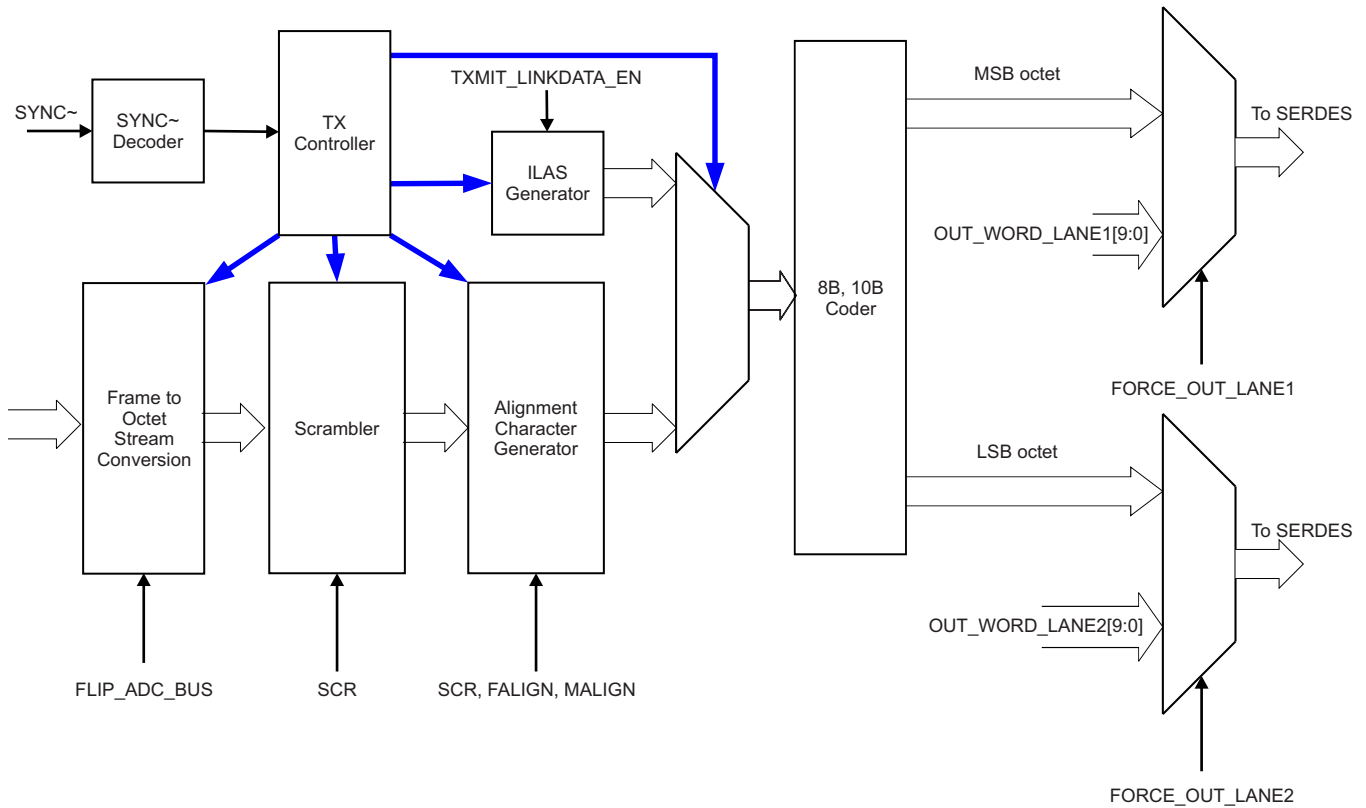 SYNC~
SYNC~
Decoder
TX
Controller
TXMIT_LINKDATA_EN
ILAS
Generator
MSB octet
To SERDES
OUT_WORD_LANE1[9:0]
8B, 10B
Coder
FORCE_OUT_LANE1
Frame to
Octet
Stream
Conversion
Scrambler
Alignment
Character
Generator
LSB octet
To SERDES
OUT_WORD_LANE2[9:0]
FLIP_ADC_BUS
SCR
SCR, FALIGN, MALIGN
FORCE_OUT_LANE2